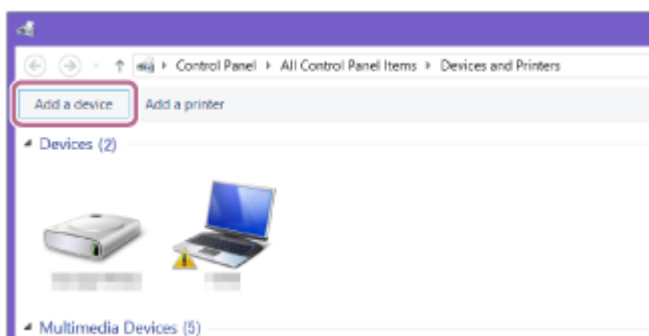 Control Panel All Control Panel Items Devices and Printers
Add a device Add a printer
Devices (2)
Multimedia Devices (5)